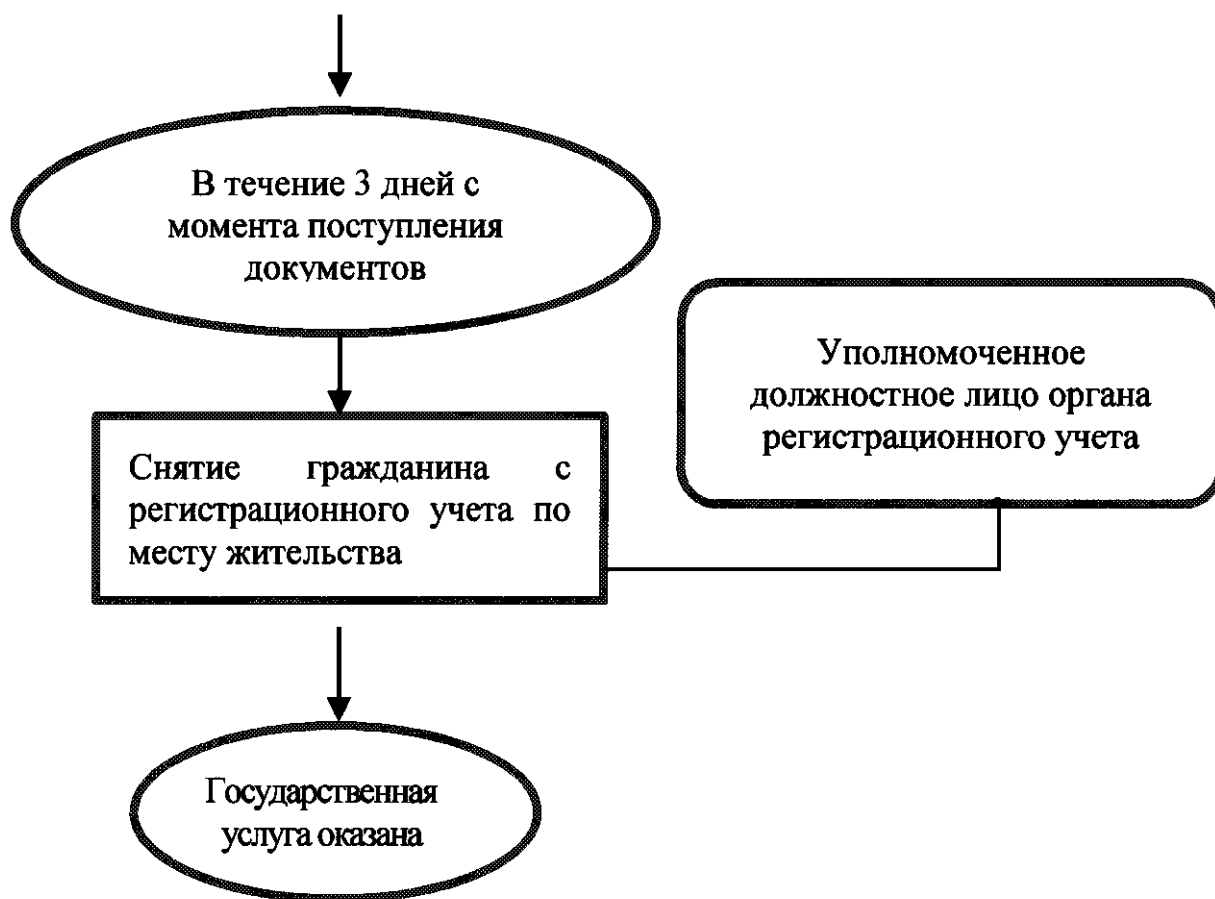 В течение 3 дней с
момента поступления
документов
Уполномоченное
должностное лицо органа
регистрационного учета
Снятие гражданина с
регистрационного учета по
месту жительства
Государственная
услуга оказана